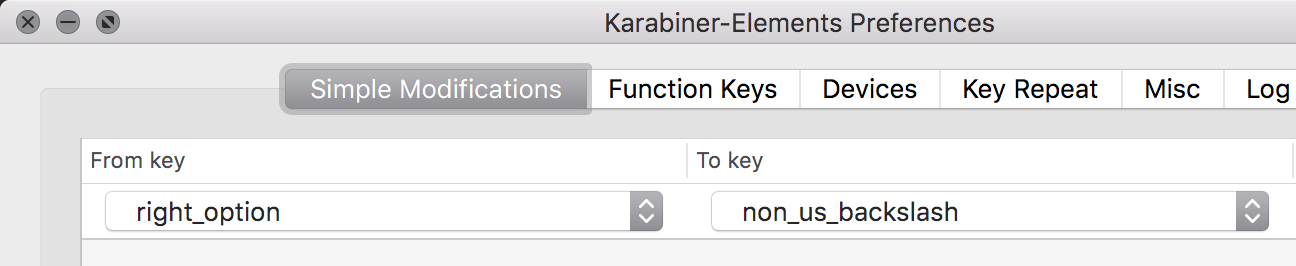 Karabiner-Elements Preferences
Simple Modifications Function Keys Devices Key Repeat Misc Log
From key To key
right_option non_us_backslash